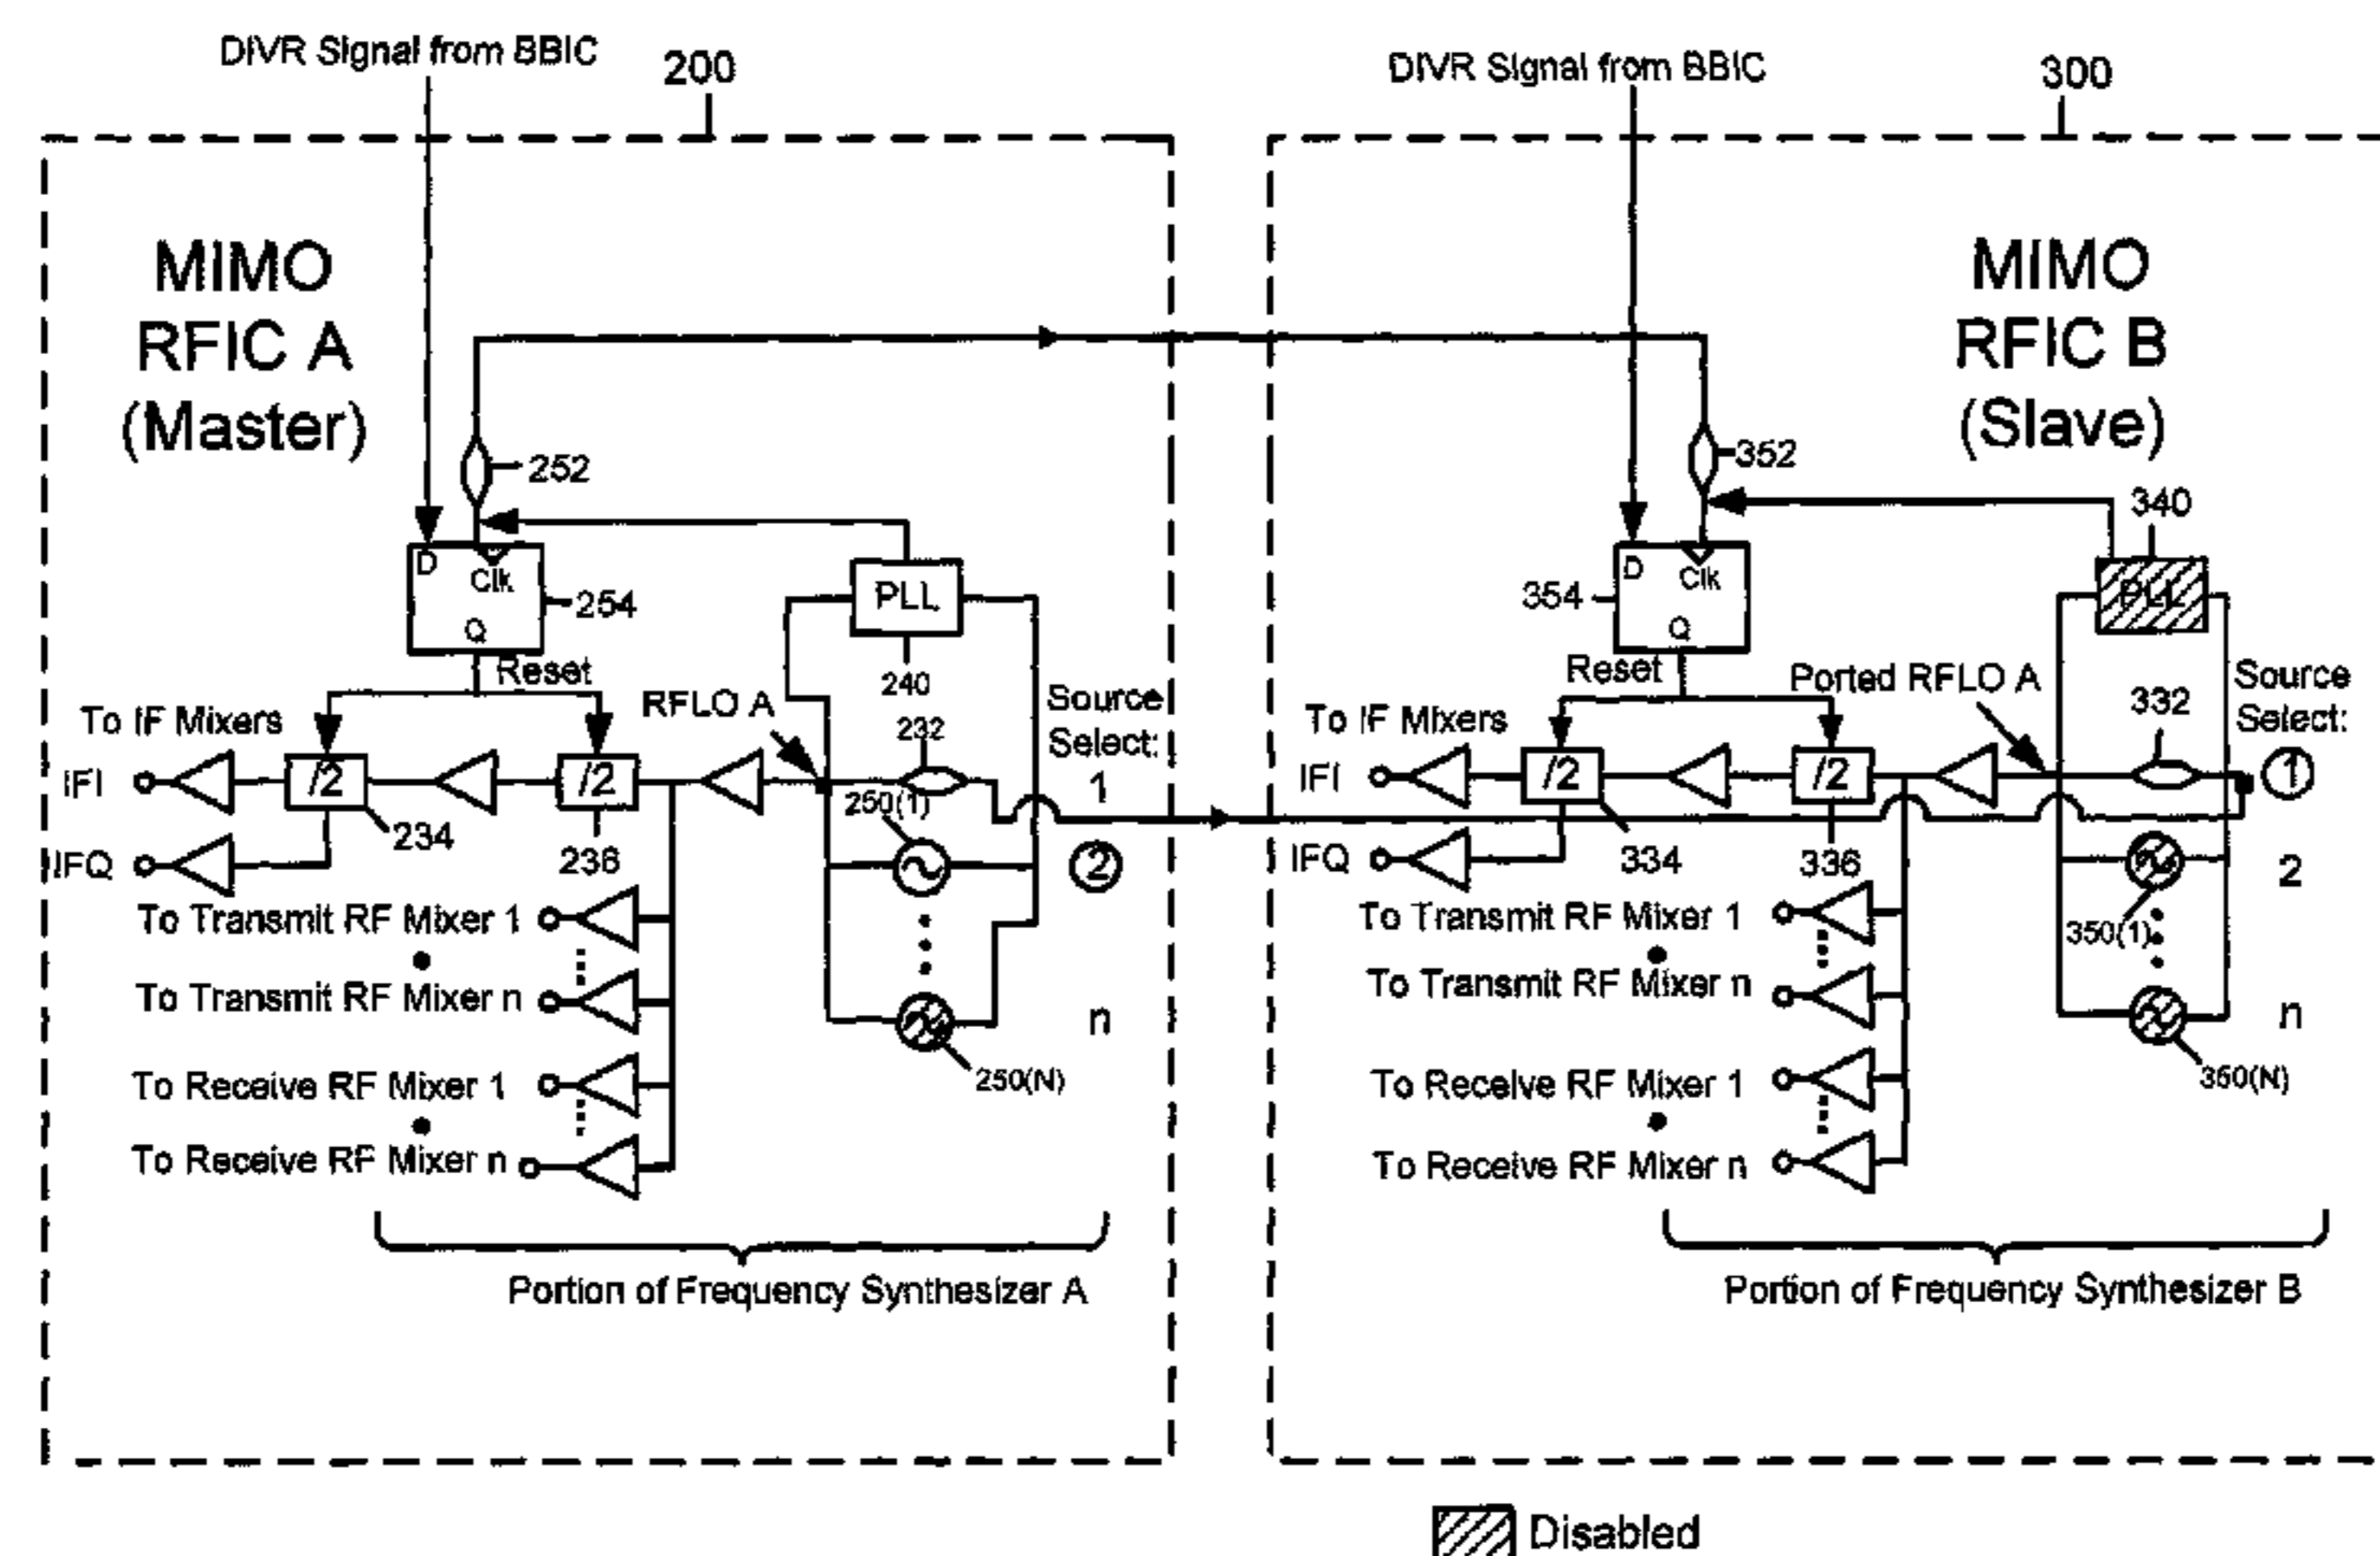 DIVR Signal from BBIC
200
MIMO
RFIC A
(Master)
252
D
Clk
Q
254
Reset
PLL
240
To IF Mixers
RFLO A
232
Source
Select:
IFI
/2
/2
1
250(1)
234
236
IFQ
2
To Transmit RF Mixer 1
To Transmit RF Mixer n
n
To Receive RF Mixer 1
250(N)
To Receive RF Mixer n
Portion of Frequency Synthesizer A
DIVR Signal from BBIC
300
MIMO
RFIC B
(Slave)
352
340
D
Clk
Q
354
PLL
Reset
Ported RFLO A
Source
Select:
332
To IF Mixers
IFI
/2
/2
1
IFQ
334
336
2
To Transmit RF Mixer 1
350(1)
To Transmit RF Mixer n
n
To Receive RF Mixer 1
350(N)
To Receive RF Mixer n
Portion of Frequency Synthesizer B
Disabled